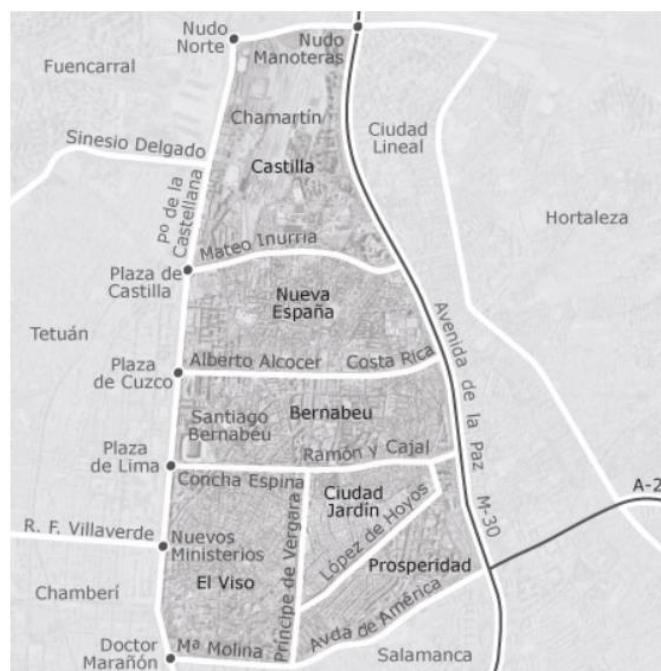 Nudo
Norte
Nudo
Manoteras
Fuencarral
Chamartín
Ciudad
Lineal
Sinesio Delgado
Castilla
Pº de la
Castellana
Hortaleza
Mateo Inurria
Plaza de
Castilla
Nueva
España
Tetuán
Avenida de la Paz M-30
Plaza
de Cuzco
Alberto Alcocer
Costa Rica
Santiago
Bernabéu
Bernabeu
Plaza
de Lima
Ramón y Cajal
Concha Espina
A-2
Ciudad
Jardín
R. F. Villaverde
Nuevos
Ministerios
Príncipe de Vergara
López de Hoyos
Prosperidad
El Viso
Chamberí
Avda de América
Doctor
Marañón
Mª Molina
Salamanca